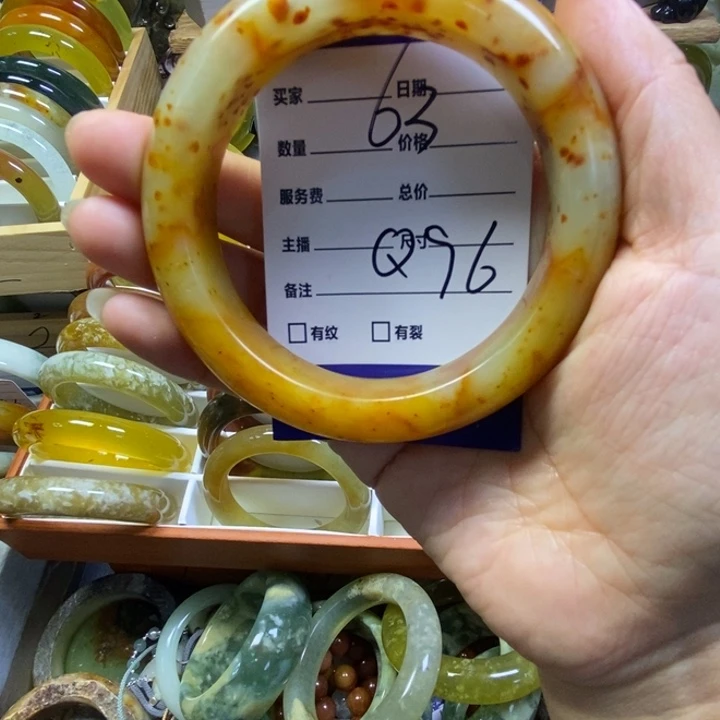 买家 日期
63
数量 价格
服务费 总价
主播 尺寸
Q96
备注
□有纹 □有裂